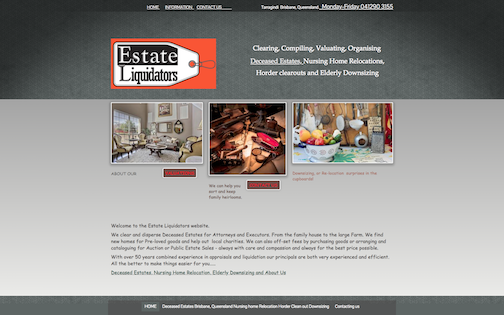 HOME INFORMATION CONTACT US
Tarragindi Brisbane, Queensland Monday-Friday 041290 3155
Estate
Liquidators
Clearing, Compiling, Valuating, Organising
Deceased Estates, Nursing Home Relocations,
Horder clearouts and Elderly Downsizing
ABOUT OUR
We can help you
sort and keep
family heirlooms
Downsizing, or Re-location, surprises in the
Welcome to the Estate Liquidators website.
We clear and disperse Deceased Estates for Attorneys and Executors. From the family house to the large Farm. We find
new homes for Pre-loved goods and help out local charities. We can also off-set fees by purchasing goods or arranging and
cataloguing for Auction or Public Estate Sales - always with care and compassion and always for the best price possible.
With over 50 years combined experience in appraisals and liquidation our principals are both very experienced and efficient.
All the better to make things easier for you....
Deceased Estates, Nursing Home Relocation, Elderly Downsizing and About Us
HOME Deceased Estates Brisbane, Queensland Nursing home Relocation Horder Clean out Downsizing Contacting us